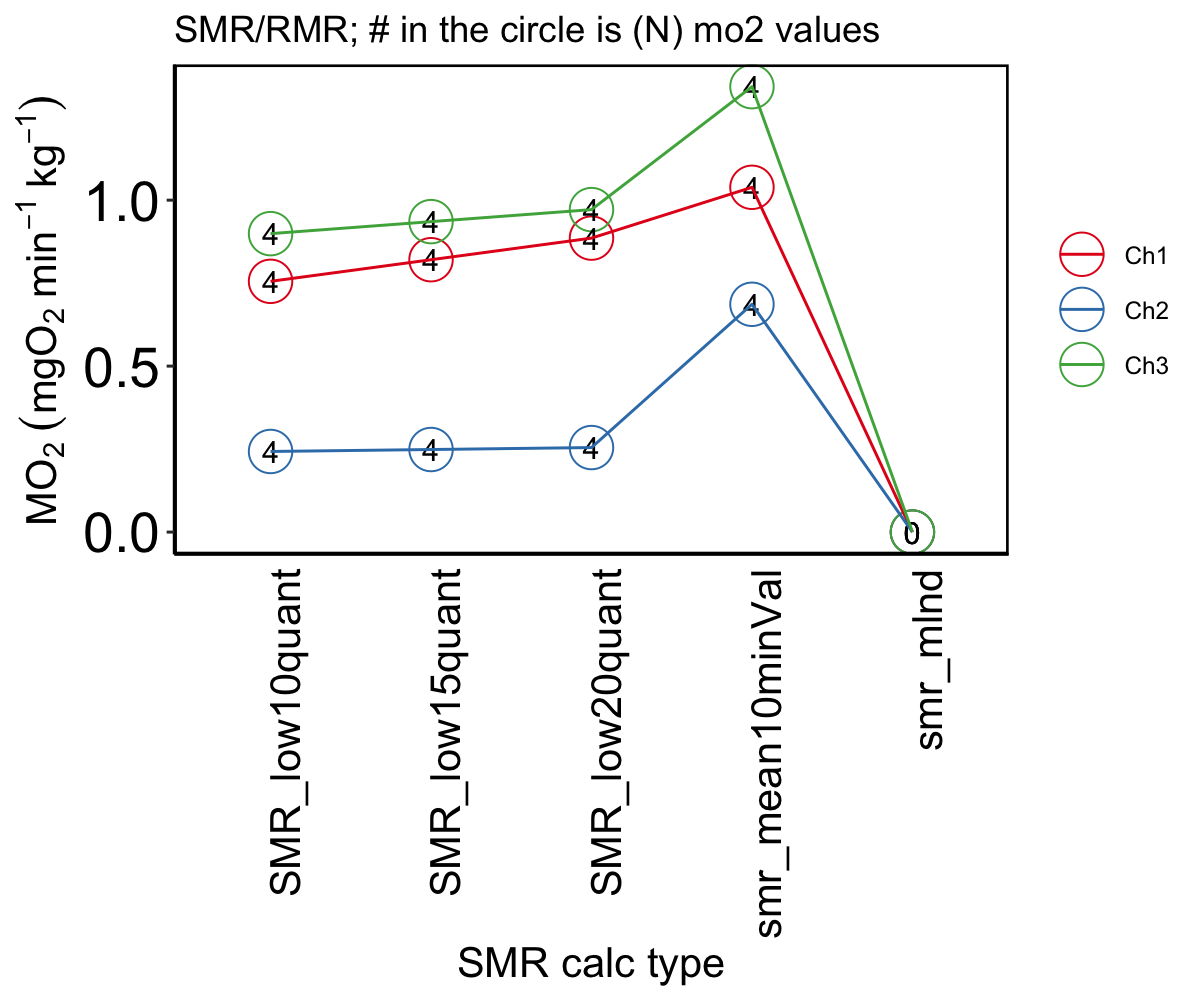 SMR/RMR; # in the circle is (N) mo2 values
MO₂ (mgO₂ min⁻¹ kg⁻¹)
1.0
0.5
0.0
4 4 4 4
4 4 4 4
4 4 4 4
0
Ch1
Ch2
Ch3
SMR_low10quant
SMR_low15quant
SMR_low20quant
smr_mean10minVal
smr_mlnd
SMR calc type